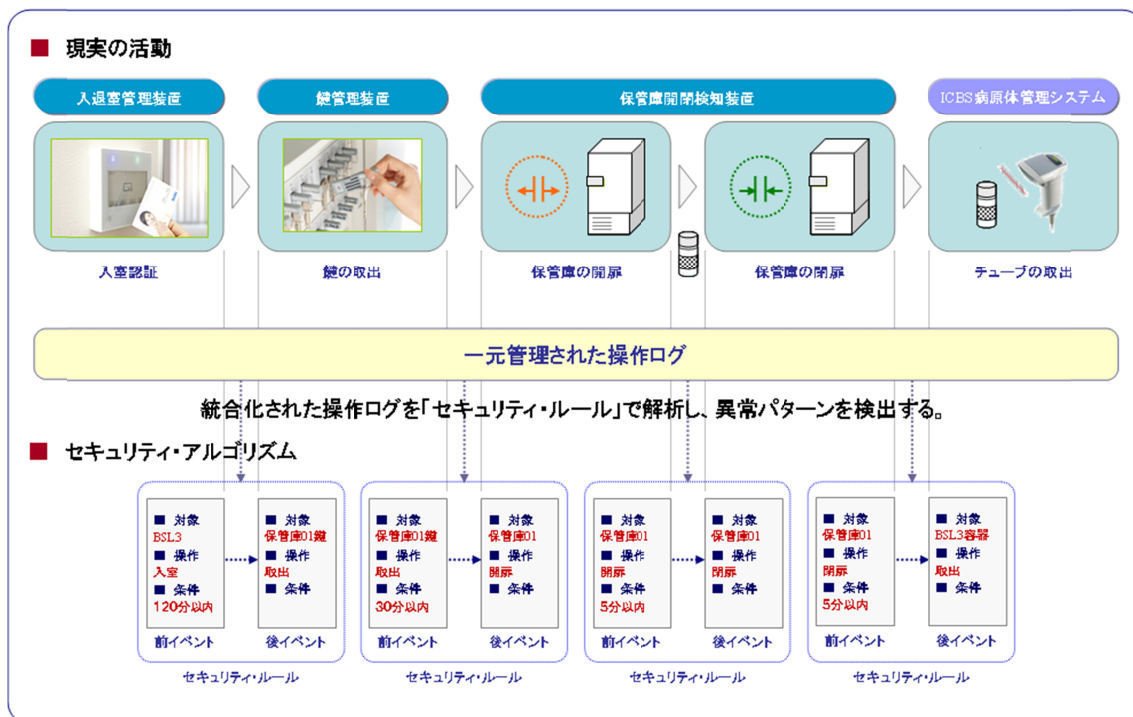 ■ 現実の活動
入退室管理装置
鍵管理装置
保管庫開閉検知装置
ICBS病原体管理システム
入室認証
鍵の取出
保管庫の開扉
保管庫の閉扉
チューブの取出
一元管理された操作ログ
統合化された操作ログを「セキュリティ・ルール」で解析し、異常パターンを検出する。
■ セキュリティ・アルゴリズム
■ 対象
BSL3
■ 操作
入室
■ 条件
120分以内
前イベント
■ 対象
保管庫01鍵
■ 操作
取出
■ 条件
後イベント
セキュリティ・ルール
■ 対象
保管庫01鍵
■ 操作
取出
■ 条件
30分以内
前イベント
■ 対象
保管庫01
■ 操作
開扉
■ 条件
後イベント
セキュリティ・ルール
■ 対象
保管庫01
■ 操作
開扉
■ 条件
5分以内
前イベント
■ 対象
保管庫01
■ 操作
閉扉
■ 条件
後イベント
セキュリティ・ルール
■ 対象
保管庫01
■ 操作
閉扉
■ 条件
5分以内
前イベント
■ 対象
BSL3容器
■ 操作
取出
■ 条件
後イベント
セキュリティ・ルール